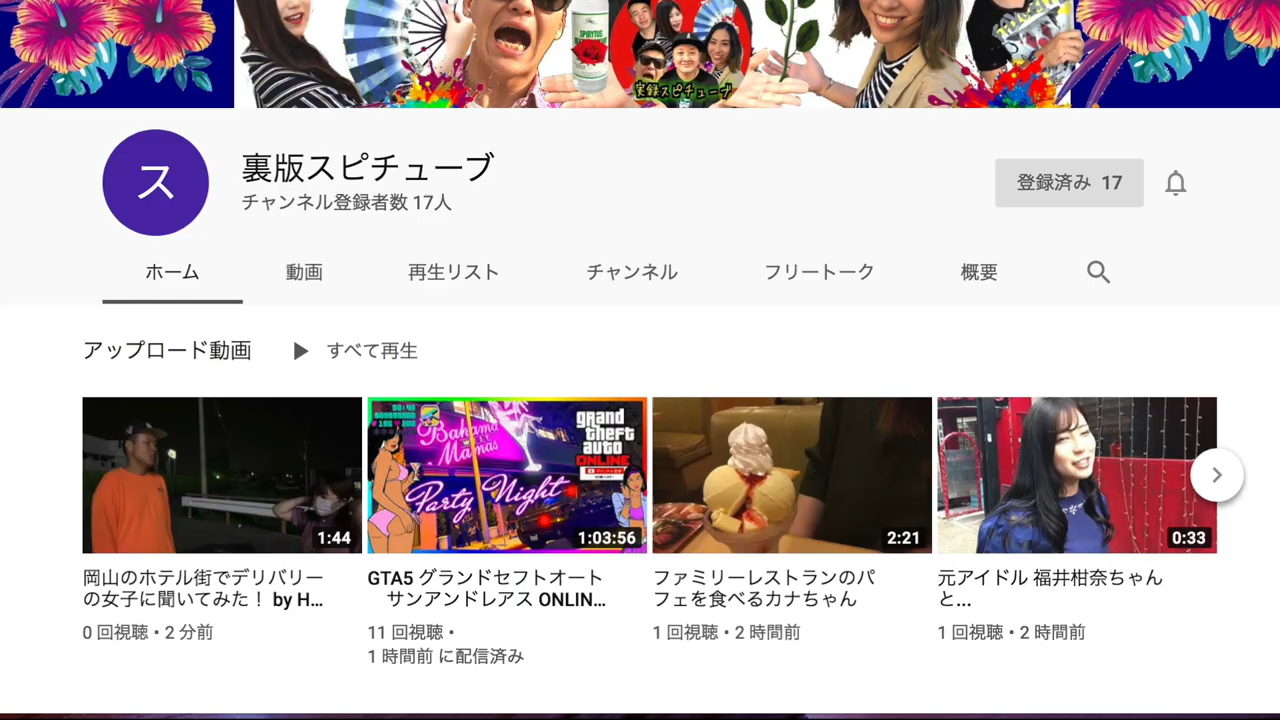 SPIRYTUS
実録スピチューブ
ス
裏版スピチューブ
チャンネル登録者数 17人
登録済み 17
ホーム 動画 再生リスト チャンネル フリートーク 概要
アップロード動画 ▶ すべて再生
1:44
岡山のホテル街でデリバリー
の女子に聞いてみた！ by H...
0 回視聴・2 分前
Bahama
Mamas
Party Night
grand
theft
auto
ONLINE
1:03:56
GTA5 グランドセフトオート
サンアンドレアス ONLIN...
11 回視聴・
1 時間前 に配信済み
2:21
ファミリーレストランのパ
フェを食べるカナちゃん
1 回視聴・2 時間前
0:33
元アイドル 福井柑奈ちゃん
と...
1 回視聴・2 時間前